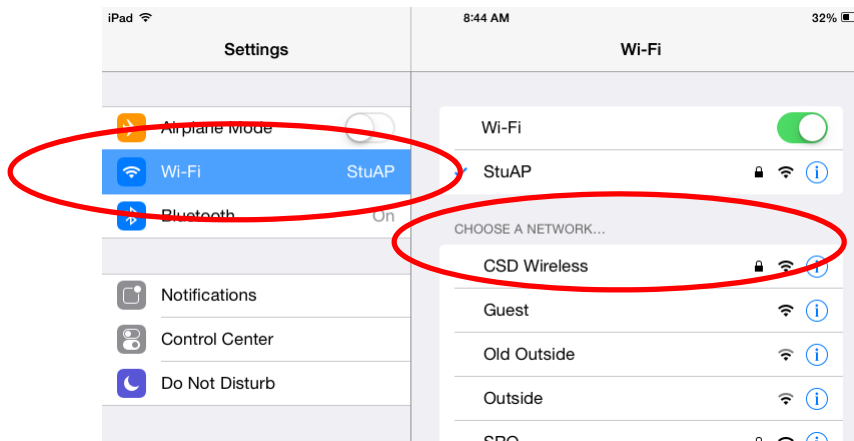 iPad 8:44 AM 32%
Settings
Wi-Fi
Airplane Mode
Wi-Fi StuAP
Bluetooth On
Notifications
Control Center
Do Not Disturb
Wi-Fi
StuAP
CHOOSE A NETWORK...
CSD Wireless
Guest
Old Outside
Outside